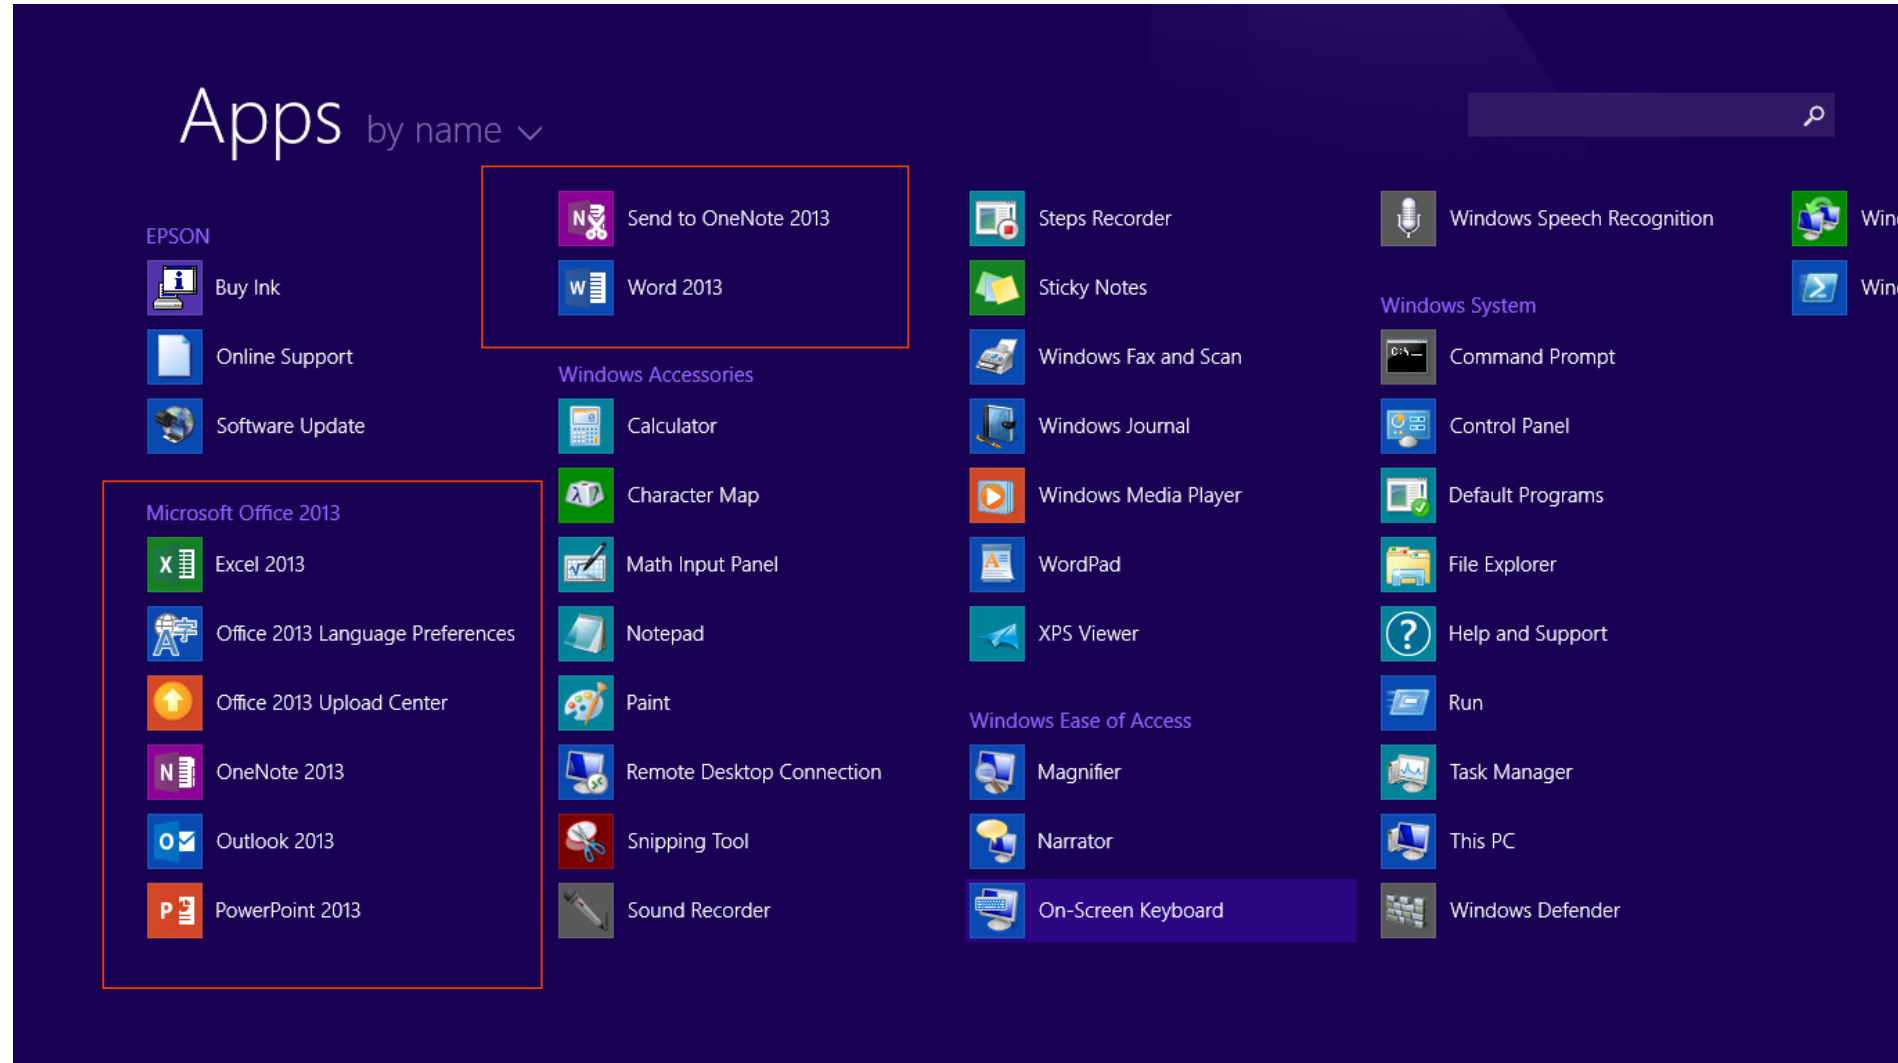 Apps by name
EPSON
Buy Ink
Online Support
Software Update
Microsoft Office 2013
Excel 2013
Office 2013 Language Preferences
Office 2013 Upload Center
OneNote 2013
Outlook 2013
PowerPoint 2013
Send to OneNote 2013
Word 2013
Windows Accessories
Calculator
Character Map
Math Input Panel
Notepad
Paint
Remote Desktop Connection
Snipping Tool
Sound Recorder
Steps Recorder
Sticky Notes
Windows Fax and Scan
Windows Journal
Windows Media Player
WordPad
XPS Viewer
Windows Ease of Access
Magnifier
Narrator
On-Screen Keyboard
Windows Speech Recognition
Windows System
Command Prompt
Control Panel
Default Programs
File Explorer
Help and Support
Run
Task Manager
This PC
Windows Defender